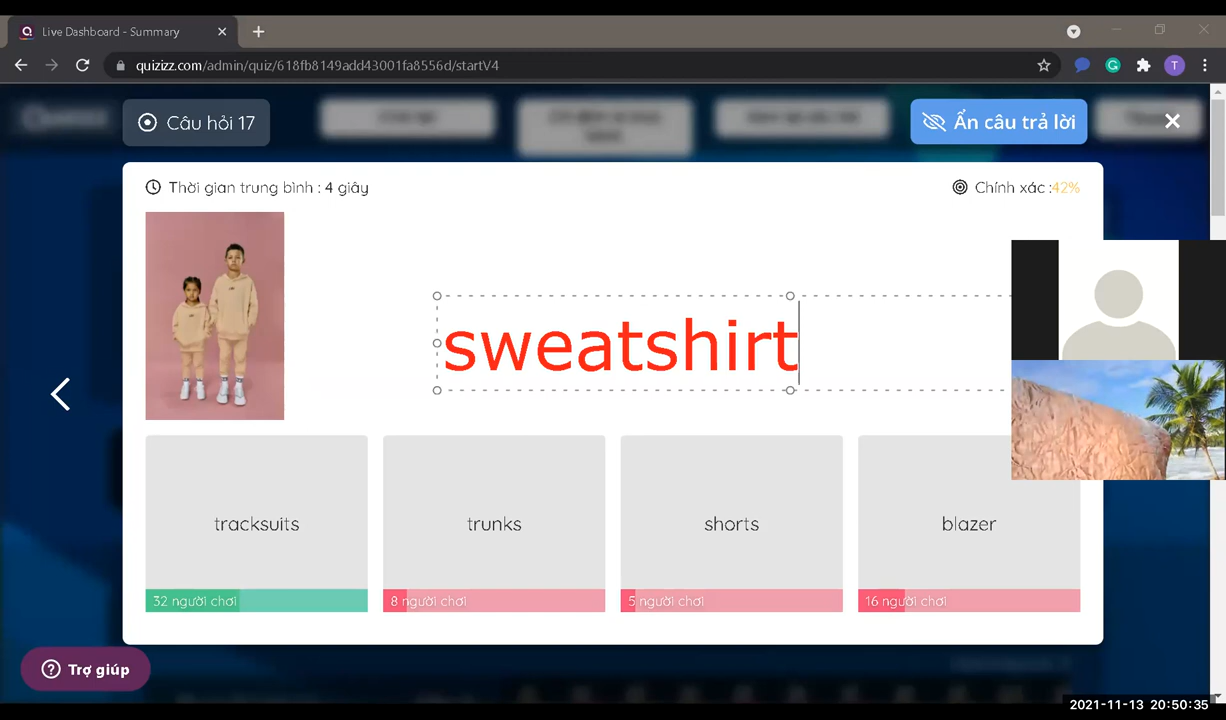 Live Dashboard - Summary
quizizz.com/admin/quiz/618fb8149add43001fa8556d/startV4
T
Câu hỏi 17
Ẩn câu trả lời
Thời gian trung bình : 4 giây
Chính xác :42%
sweatshirt
tracksuits
trunks
shorts
blazer
32 người chơi
8 người chơi
5 người chơi
16 người chơi
Trợ giúp
2021-11-13 20:50:35